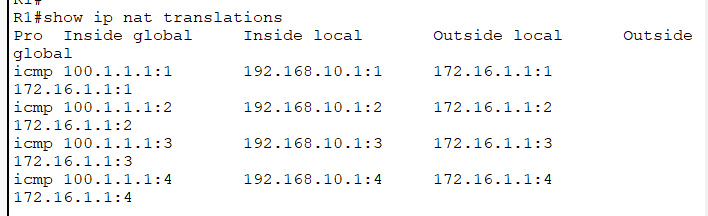 R1#
R1#show ip nat translations
Pro  Inside global     Inside local       Outside local      Outside
global
icmp 100.1.1.1:1       192.168.10.1:1     172.16.1.1:1
172.16.1.1:1
icmp 100.1.1.1:2       192.168.10.1:2     172.16.1.1:2
172.16.1.1:2
icmp 100.1.1.1:3       192.168.10.1:3     172.16.1.1:3
172.16.1.1:3
icmp 100.1.1.1:4       192.168.10.1:4     172.16.1.1:4
172.16.1.1:4